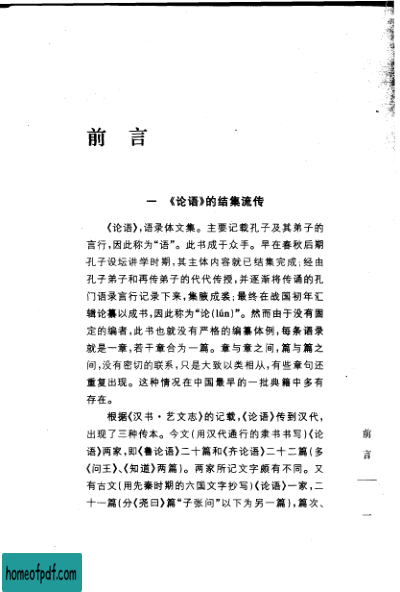 前 言
一 《论语》的结集流传
《论语》，语录体文集。主要记载孔子及其弟子的
言行，因此称为“语”。此书成于众手。早在春秋后期
孔子设坛讲学时期，其主体内容就已结集完成；经由
孔子弟子和再传弟子的代代传授，并逐渐将传诵的孔
门语录言行记录下来，集腋成裘；最终在战国初年汇
辑论纂以成书，因此称为“论（lún）”。然而由于没有固
定的编者，此书也就没有严格的编纂体例，每条语录
就是一章，若干章合为一篇。章与章之间，篇与篇之
间，没有密切的联系，只是大致以类相从，有些章句还
重复出现。这种情况在中国最早的一批典籍中多有
存在。
根据《汉书·艺文志》的记载，《论语》传到汉代，
出现了三种传本。今文（用汉代通行的隶书书写）《论
语》两家，即《鲁论语》二十篇和《齐论语》二十二篇（多
《问王》、《知道》两篇）。两家所记文字颇有不同。又
有古文（用先秦时期的六国文字抄写）《论语》一家，二
十一篇（分《尧曰》篇“子张问”以下为另一篇），篇次、
前言
一
homeofpdf.com